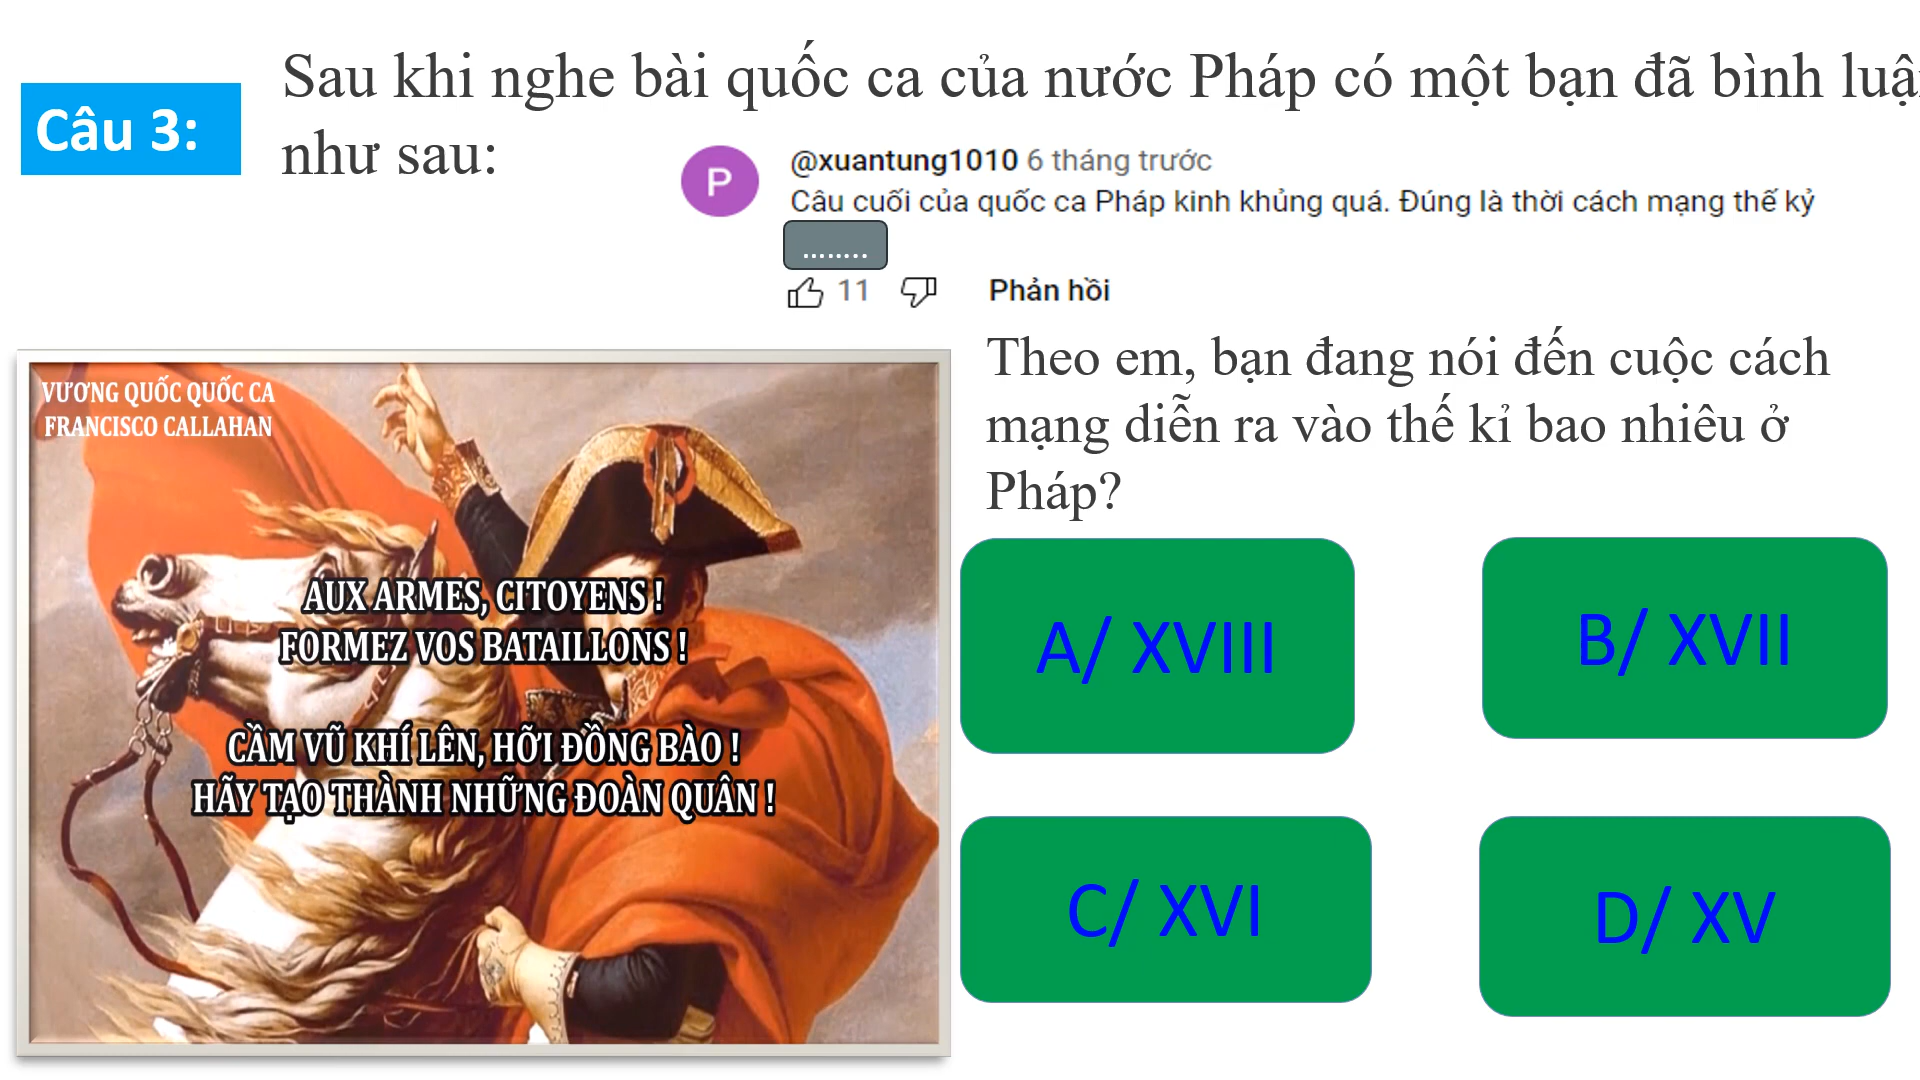 Câu 3:
Sau khi nghe bài quốc ca của nước Pháp có một bạn đã bình
như sau:
P
@xuantung1010 6 tháng trước
Câu cuối của quốc ca Pháp kinh khủng quá. Đúng là thời cách mạng thế kỷ
........
11 Phản hồi
VƯƠNG QUỐC QUỐC CA
FRANCISCO CALLAHAN
AUX ARMES, CITOYENS !
FORMEZ VOS BATAILLONS !
CẦM VŨ KHÍ LÊN, HỠI ĐỒNG BÀO !
HÃY TẠO THÀNH NHỮNG ĐOÀN QUÂN !
Theo em, bạn đang nói đến cuộc cách
mạng diễn ra vào thế kỉ bao nhiêu ở
Pháp?
A/ XVIII
B/ XVII
C/ XVI
D/ XV